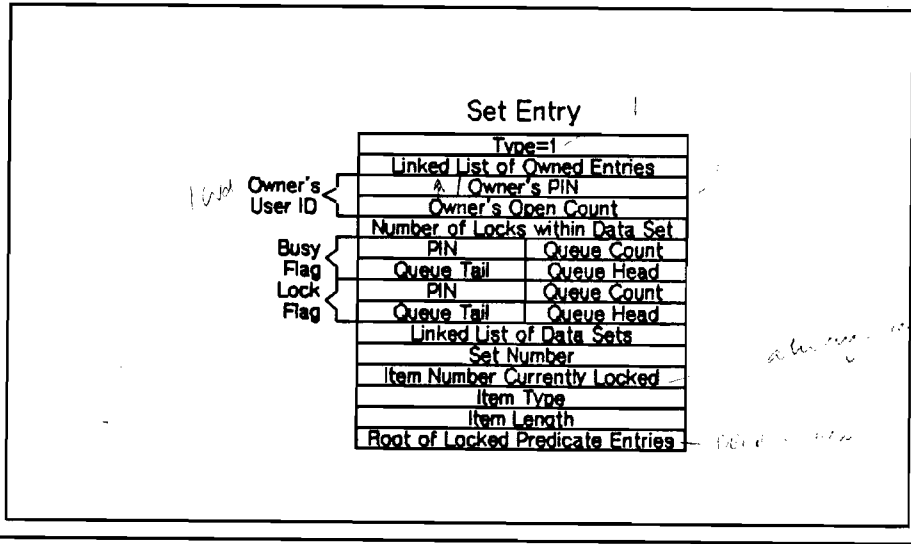 Set Entry
Type=1
Linked List of Owned Entries
Owner's User ID
Owner's PIN
Owner's Open Count
Number of Locks within Data Set
Busy Flag
PIN Queue Count
Queue Tail Queue Head
Lock Flag
PIN Queue Count
Queue Tail Queue Head
Linked List of Data Sets
Set Number
Item Number Currently Locked
Item Type
Item Length
Root of Locked Predicate Entries